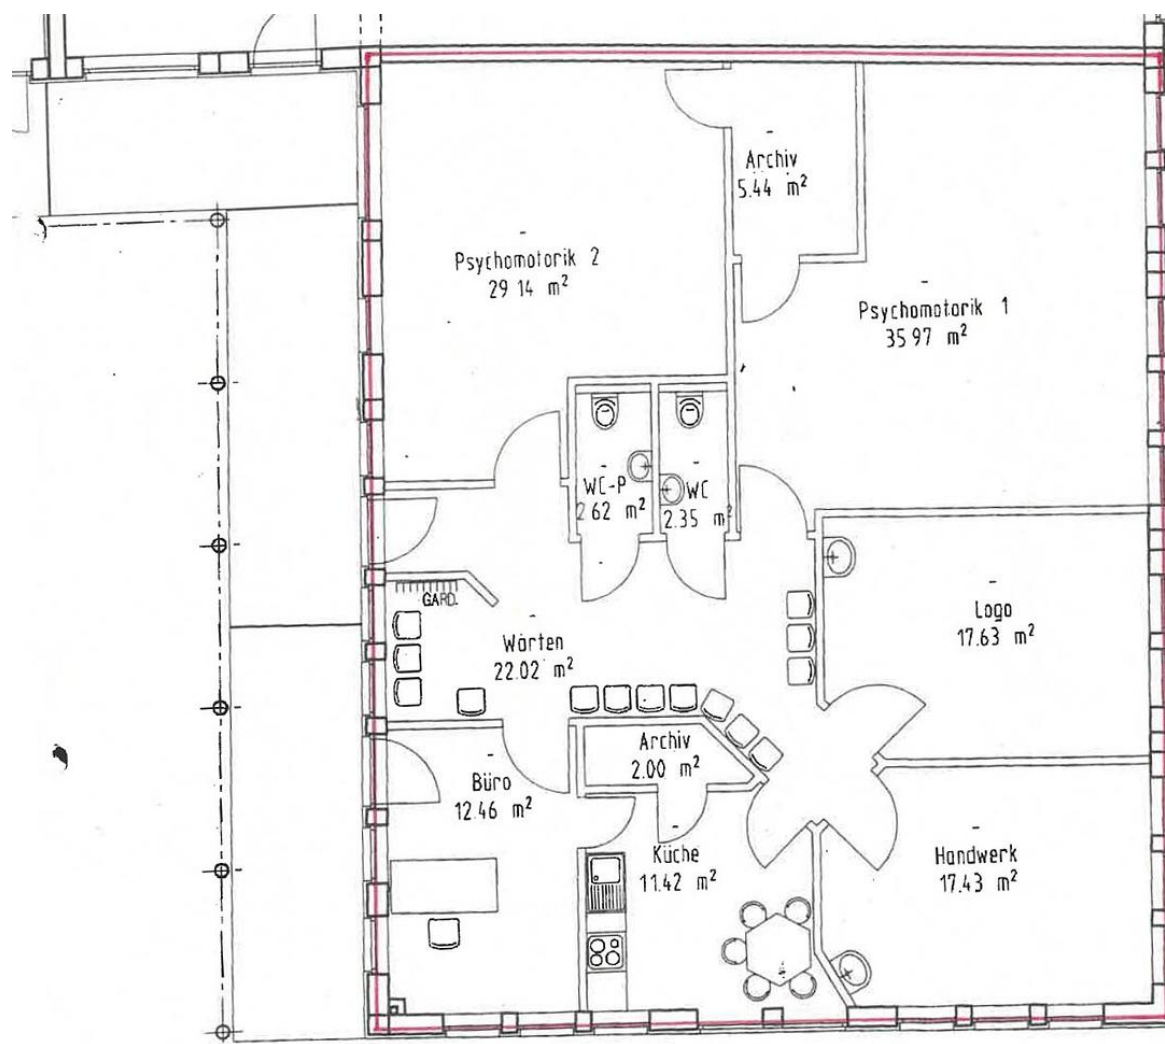 Archiv
5.44 m²
Psychomotorik 2
29.14 m²
Psychomotorik 1
35.97 m²
WC-P
2.62 m²
WC
2.35 m²
GARD.
Warten
22.02 m²
Logo
17.63 m²
Archiv
2.00 m²
Büro
12.46 m²
Küche
11.42 m²
Handwerk
17.43 m²